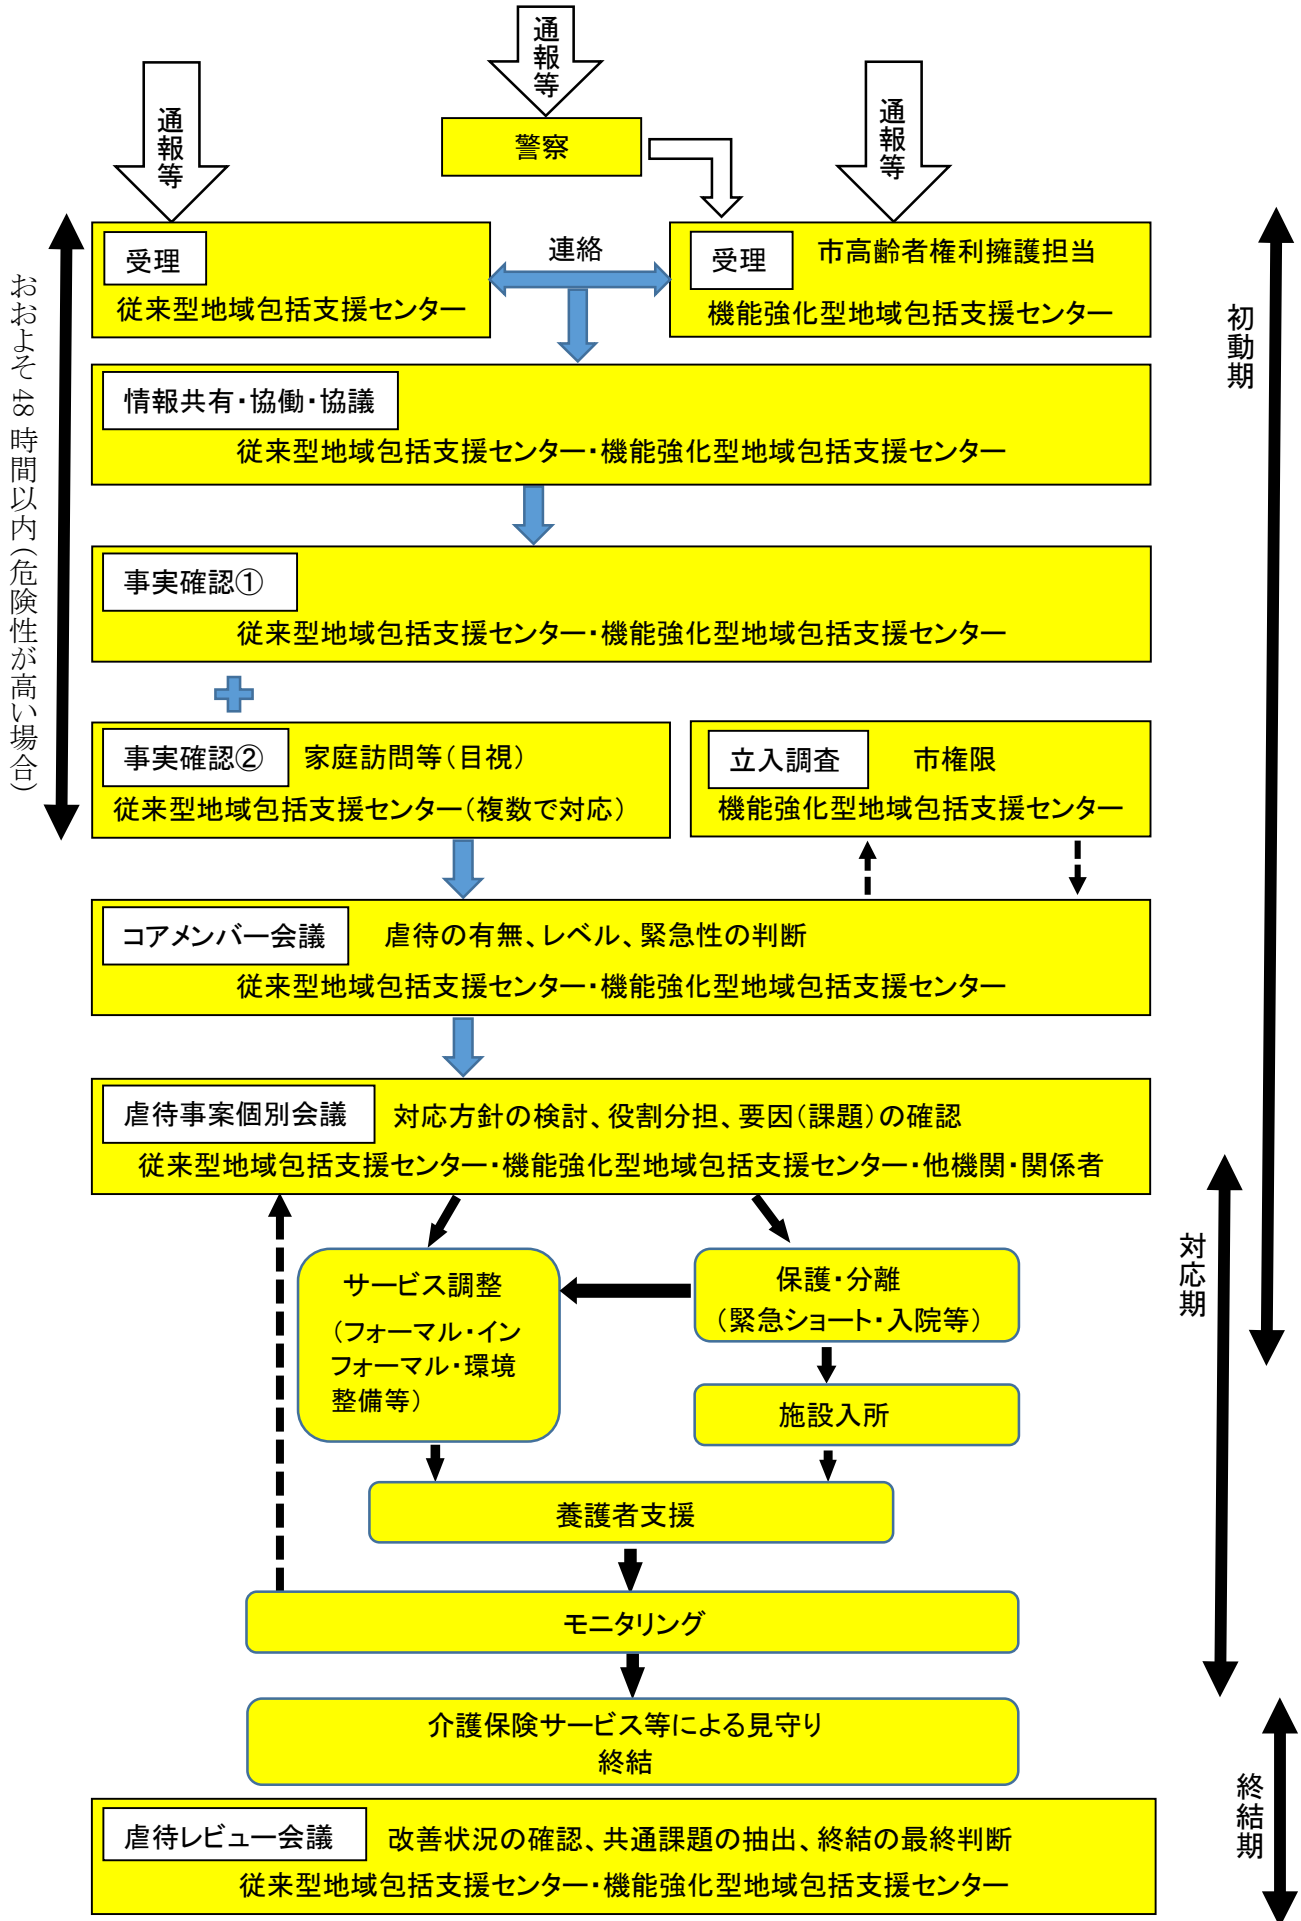 通報等
通報等
通報等
警察
受理
従来型地域包括支援センター
連絡
受理
市高齢者権利擁護担当
機能強化型地域包括支援センター
おおよそ 48 時間以内(危険性が高い場合)
初動期
情報共有・協働・協議
従来型地域包括支援センター・機能強化型地域包括支援センター
事実確認①
従来型地域包括支援センター・機能強化型地域包括支援センター
事実確認②
家庭訪問等(目視)
従来型地域包括支援センター(複数で対応)
立入調査
市権限
機能強化型地域包括支援センター
コアメンバー会議
虐待の有無、レベル、緊急性の判断
従来型地域包括支援センター・機能強化型地域包括支援センター
虐待事案個別会議
対応方針の検討、役割分担、要因(課題)の確認
従来型地域包括支援センター・機能強化型地域包括支援センター・他機関・関係者
対応期
サービス調整
(フォーマル・イン
フォーマル・環境
整備等)
保護・分離
(緊急ショート・入院等)
施設入所
養護者支援
モニタリング
介護保険サービス等による見守り
終結
終結期
虐待レビュー会議
改善状況の確認、共通課題の抽出、終結の最終判断
従来型地域包括支援センター・機能強化型地域包括支援センター